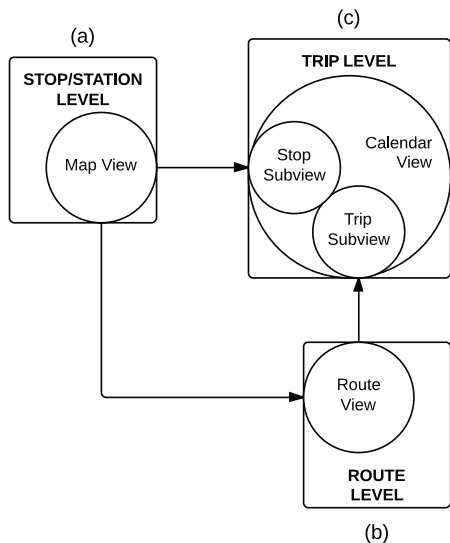 (a)
STOP/STATION
LEVEL
Map View
(c)
TRIP LEVEL
Stop
Subview
Calendar
View
Trip
Subview
Route
View
ROUTE
LEVEL
(b)